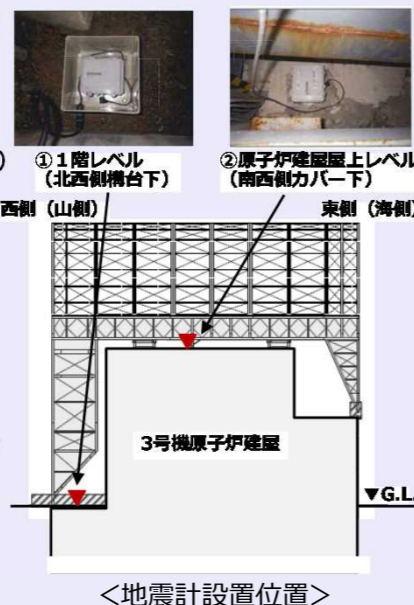 )
①1階レベル
（北西側構台下）
②原子炉建屋屋上レベル
（南西側カバー下）
西側（山側）
東側（海側）
3号機原子炉建屋
▼G.L.
＜地震計設置位置＞